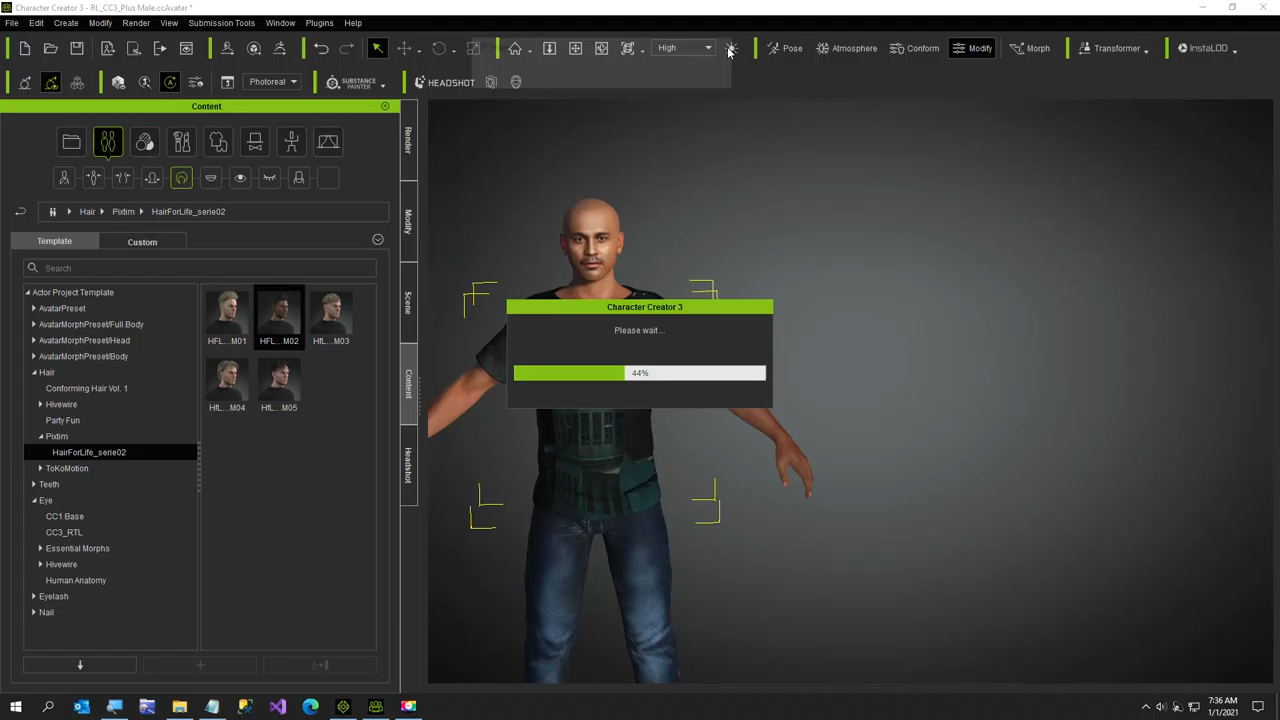 Character Creator 3 - RL_CC3_Plus Male.ccAvatar *
File Edit Create Modify Render View Submission Tools Window Plugins Help
High
Pose
Atmosphere
Conform
Modify
Morph
Transformer
InstaLOD
Photoreal
SUBSTANCE PAINTER
HEADSHOT
Content
Hair Pixtim HairForLife_serie02
Template
Custom
Search
Actor Project Template
AvatarPreset
AvatarMorphPreset/Full Body
AvatarMorphPreset/Head
AvatarMorphPreset/Body
Hair
Conforming Hair Vol. 1
Hivewire
Party Fun
Pixtim
HairForLife_serie02
ToKoMotion
Teeth
Eye
CC1 Base
CC3_RTL
Essential Morphs
Hivewire
Human Anatomy
Eyelash
Nail
HFL...M01
HFL...M02
HfL...M03
HfL...M04
HfL...M05
Render
Modify
Scene
Content
Headshot
Character Creator 3
Please wait ...
44%
7:36 AM
1/1/2021